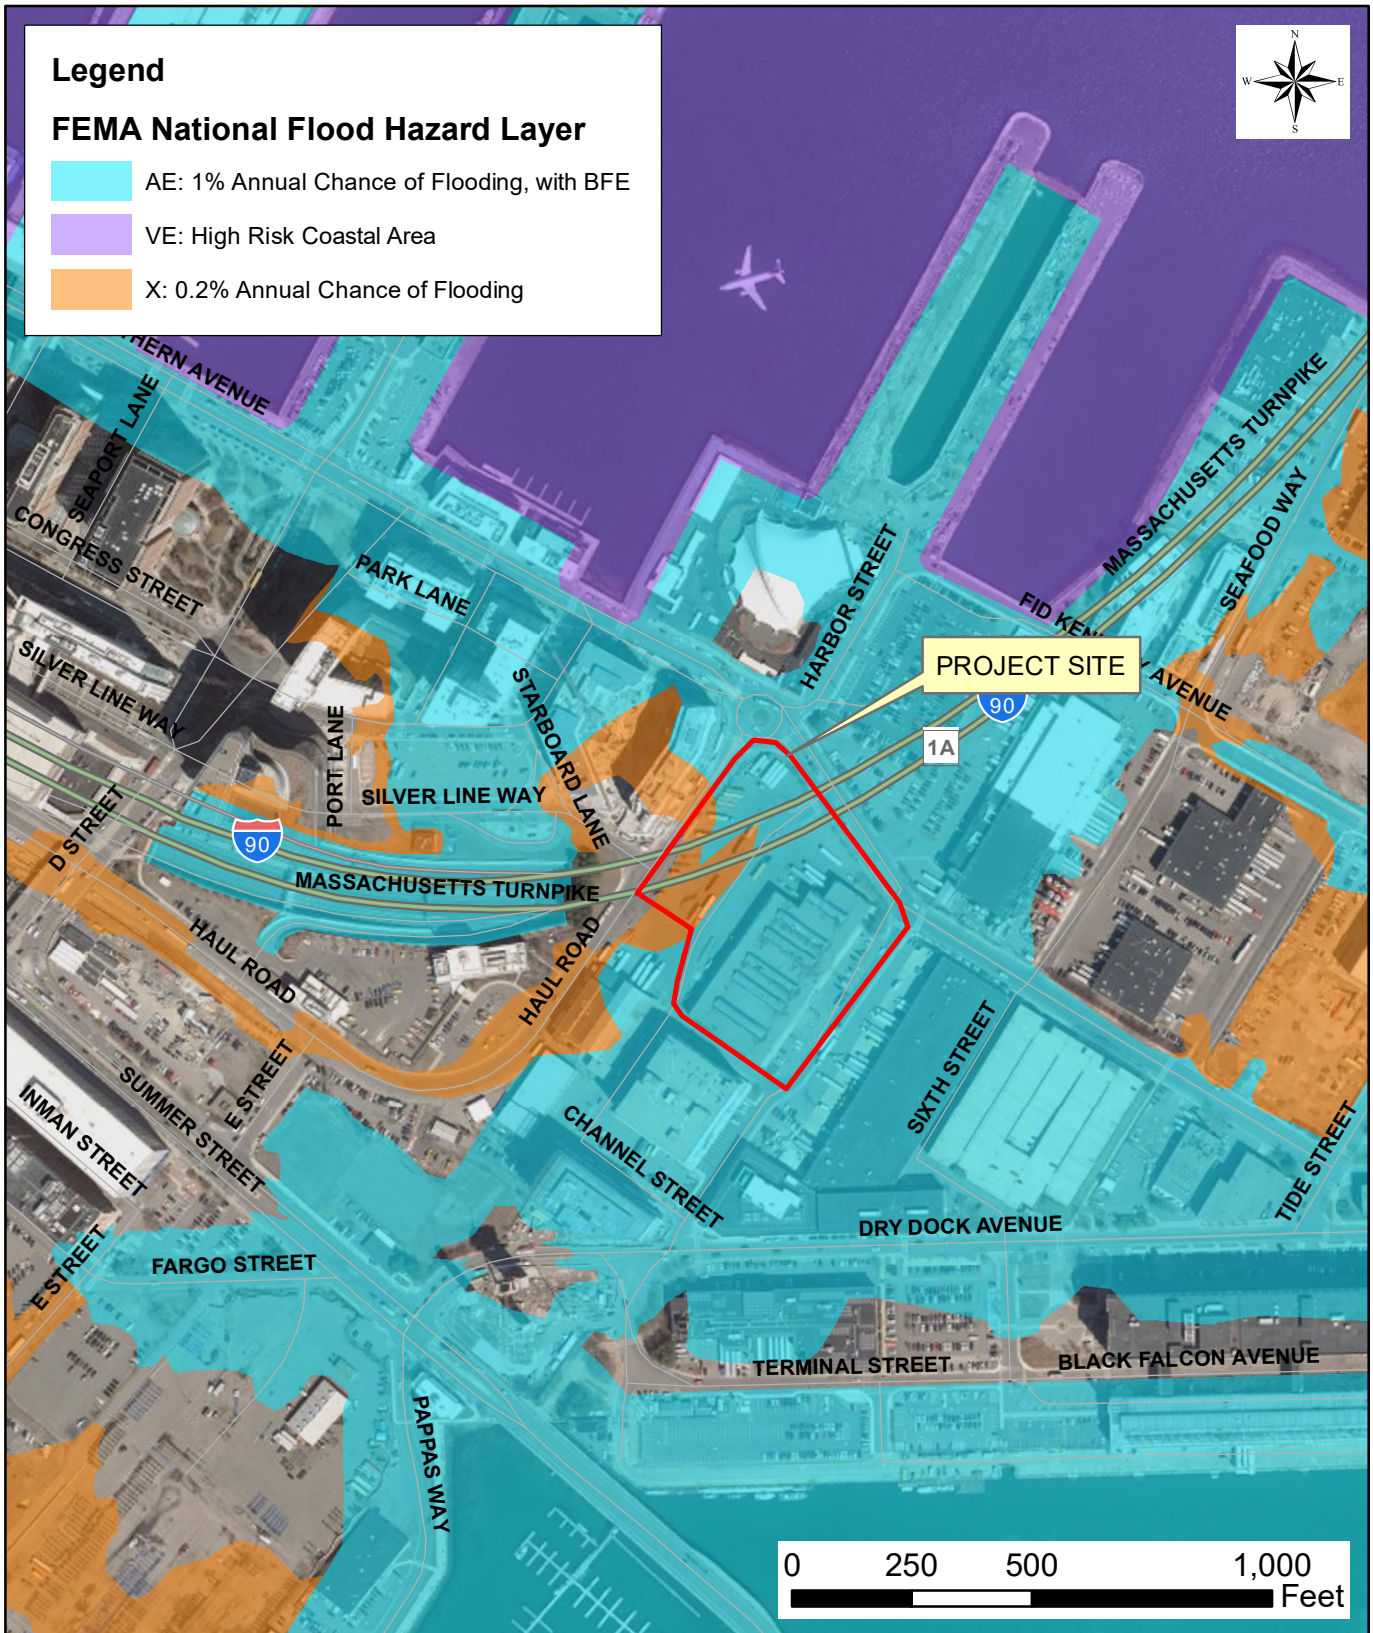 Legend
FEMA National Flood Hazard Layer
AE: 1% Annual Chance of Flooding, with BFE
VE: High Risk Coastal Area
X: 0.2% Annual Chance of Flooding
N
W
E
S
THERN AVENUE
SEAPORT LANE
CONGRESS STREET
PARK LANE
SILVER LINE WAY
PORT LANE
STARBOARD LANE
SILVER LINE WAY
HARBOR STREET
MASSACHUSETTS TURNPIKE
SEAFOOD WAY
FID KEN
Y AVENUE
PROJECT SITE
90
1A
D STREET
90
MASSACHUSETTS TURNPIKE
HAUL ROAD
HAUL ROAD
E STREET
SUMMER STREET
INMAN STREET
E STREET
FARGO STREET
CHANNEL STREET
SIXTH STREET
TIDE STREET
DRY DOCK AVENUE
TERMINAL STREET
BLACK FALCON AVENUE
PAPPAS WAY
0 250 500 1,000
Feet